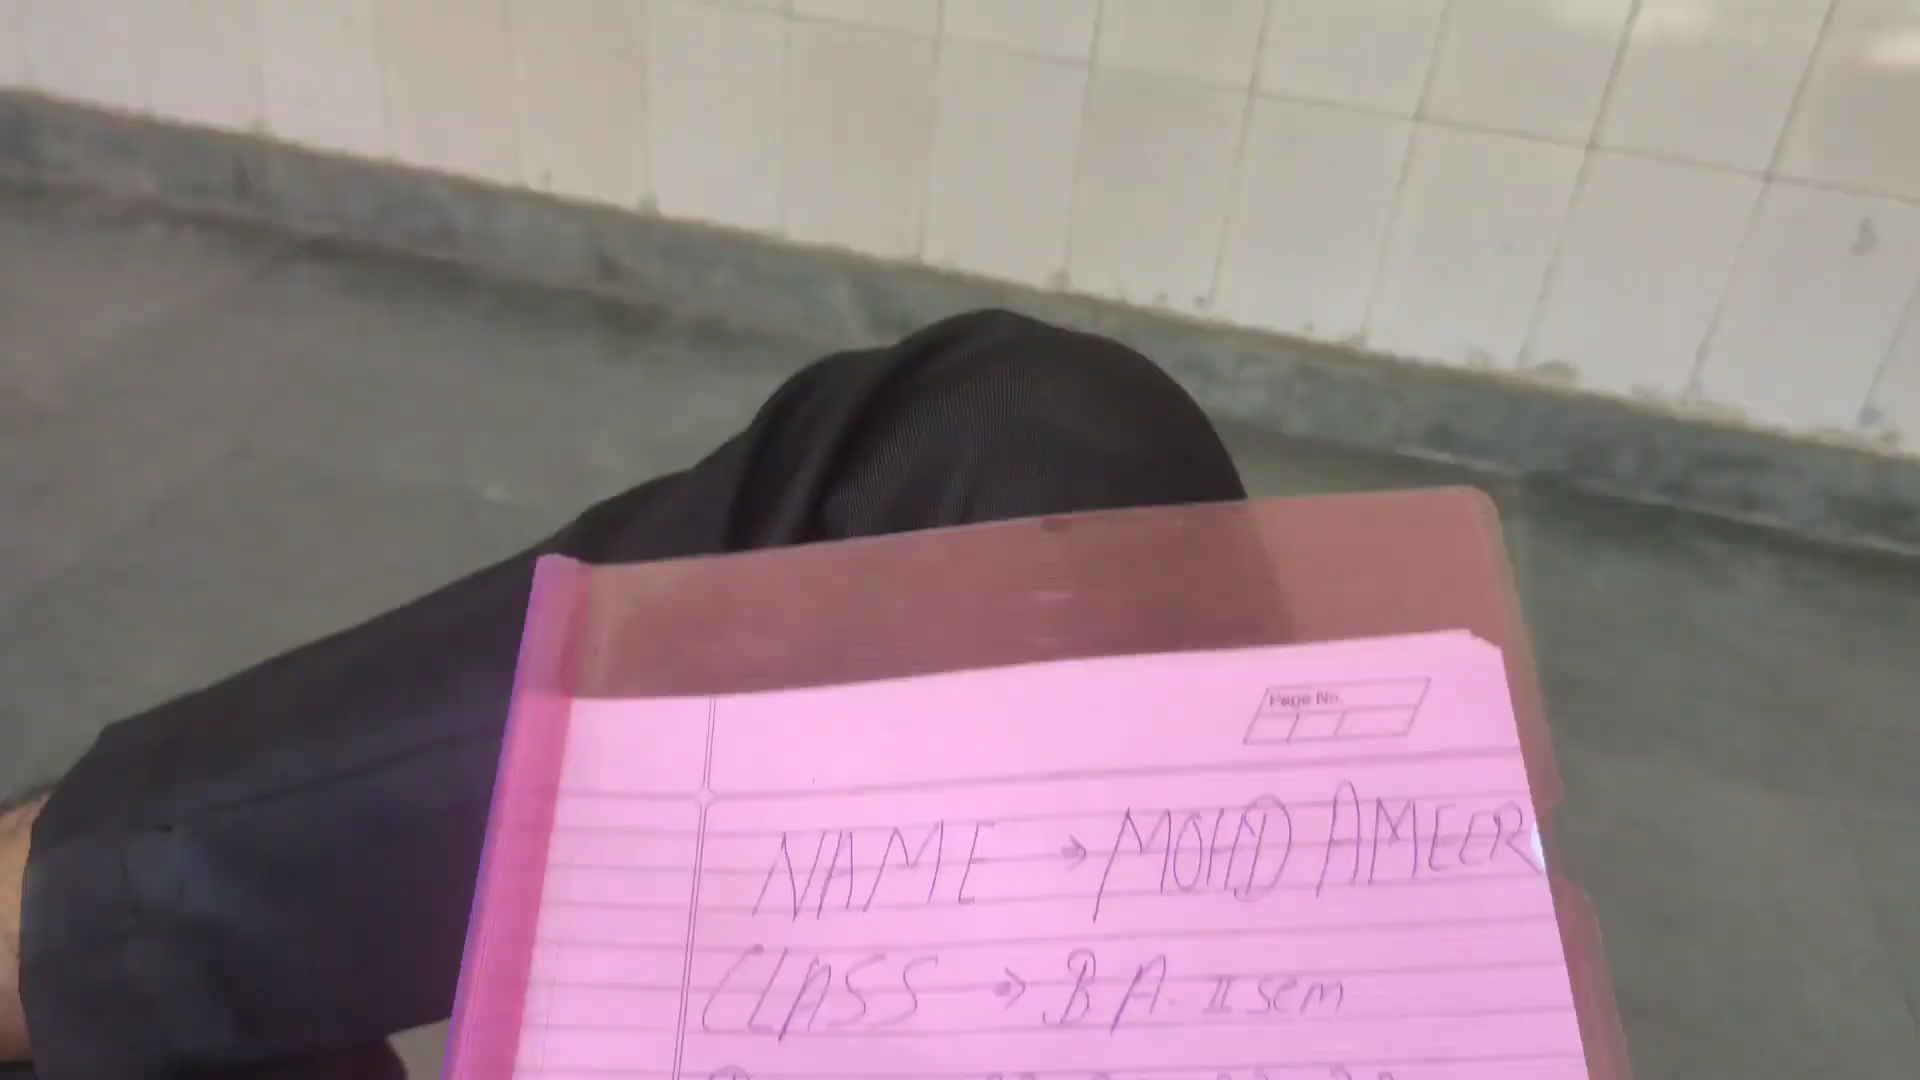 Page No.
NAME → MOHD AMEER
CLASS → B A. II sem